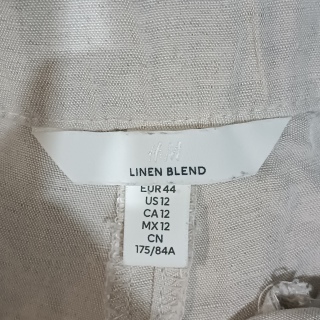 H&M
LINEN BLEND
EUR 44
US 12
CA 12
MX 12
CN
175/84A